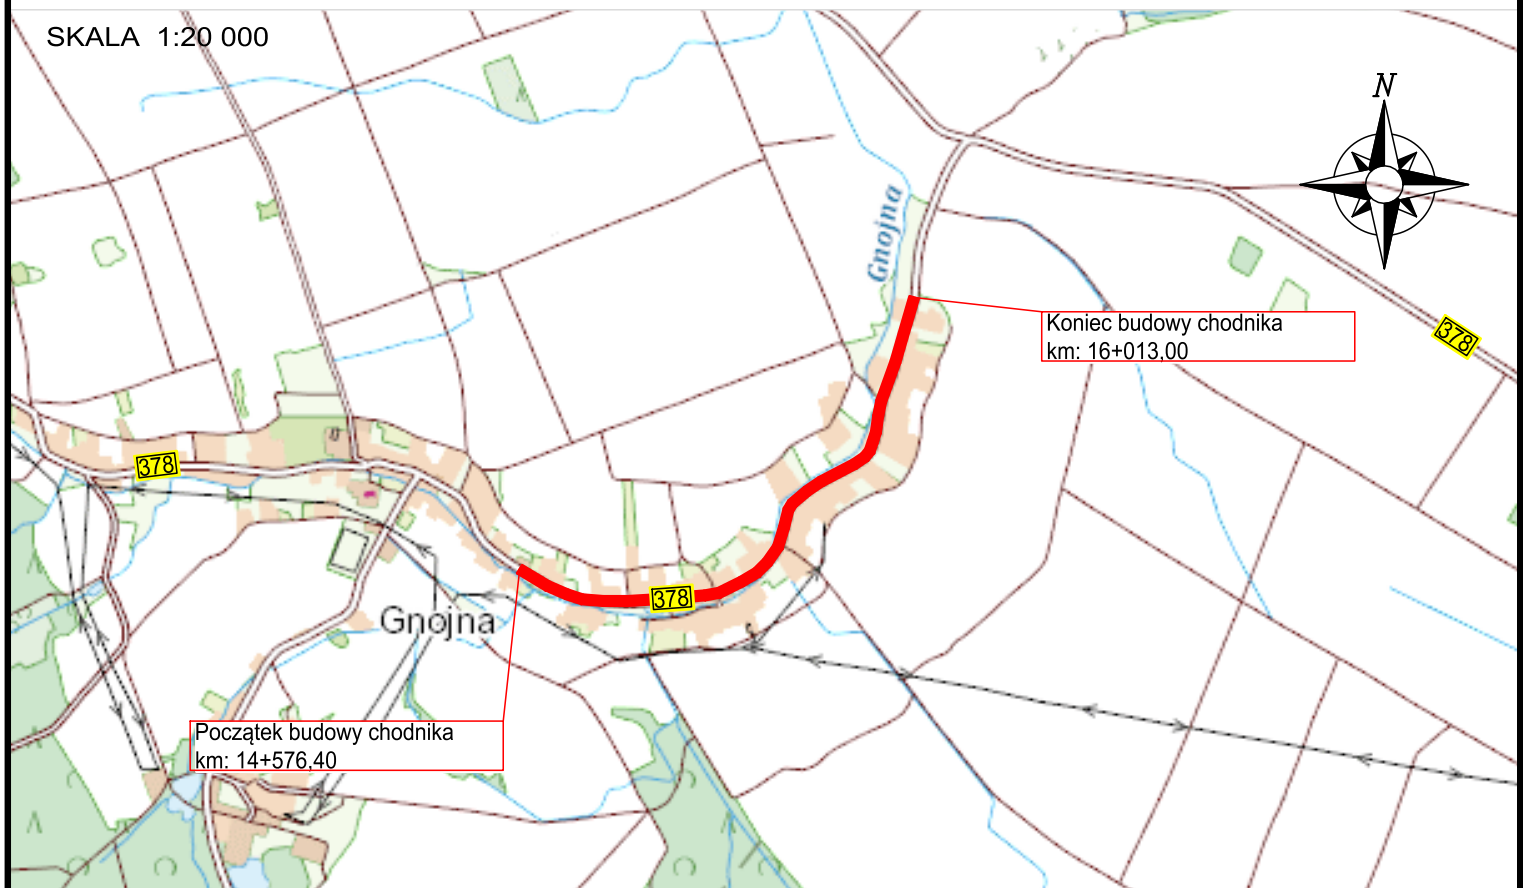 SKALA 1:20 000
N
Gnojna
Koniec budowy chodnika
km: 16+013,00
378
378
378
Gnojna
Początek budowy chodnika
km: 14+576,40